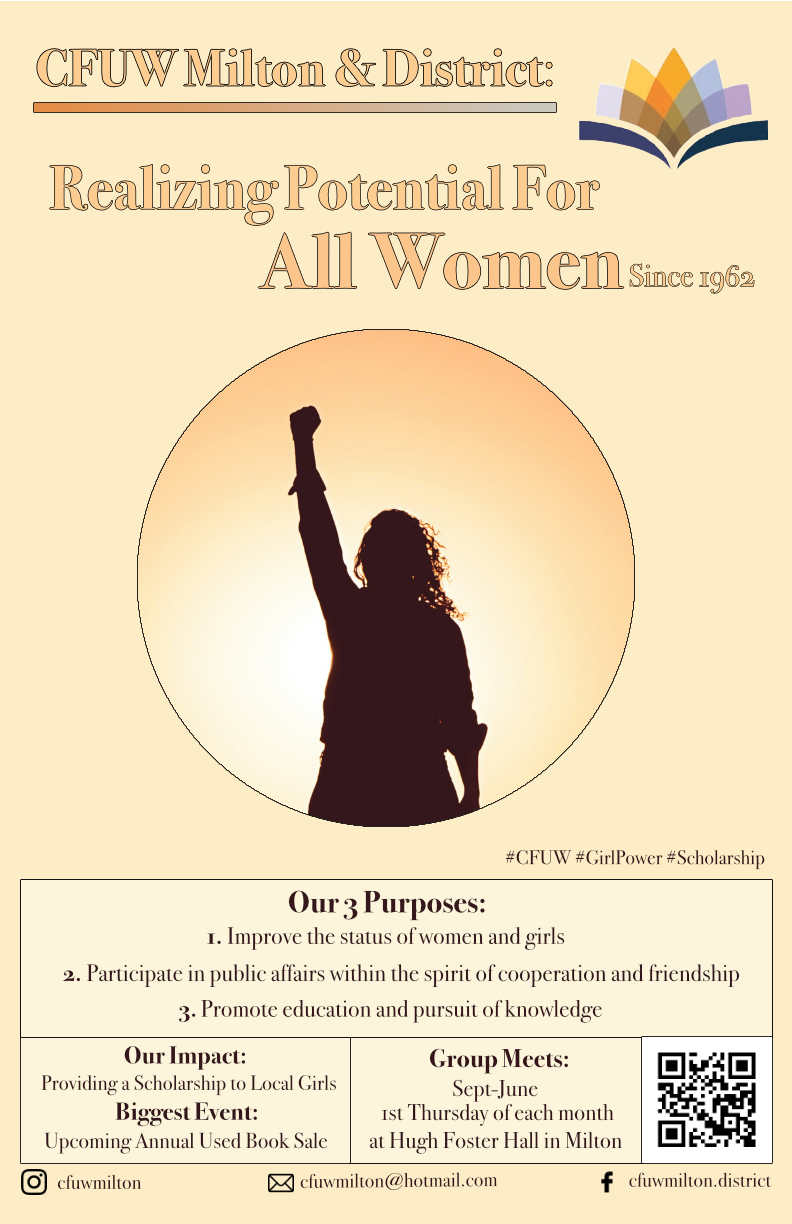 CFUW Milton & District:
Realizing Potential For
All Women Since 1962
#CFUW #GirlPower #Scholarship
Our 3 Purposes:
1. Improve the status of women and girls
2. Participate in public affairs within the spirit of cooperation and friendship
3. Promote education and pursuit of knowledge
Our Impact:
Providing a Scholarship to Local Girls
Biggest Event:
Upcoming Annual Used Book Sale
Group Meets:
Sept-June
1st Thursday of each month
at Hugh Foster Hall in Milton
cfuwmilton
cfuwmilton@hotmail.com
cfuwmilton.district